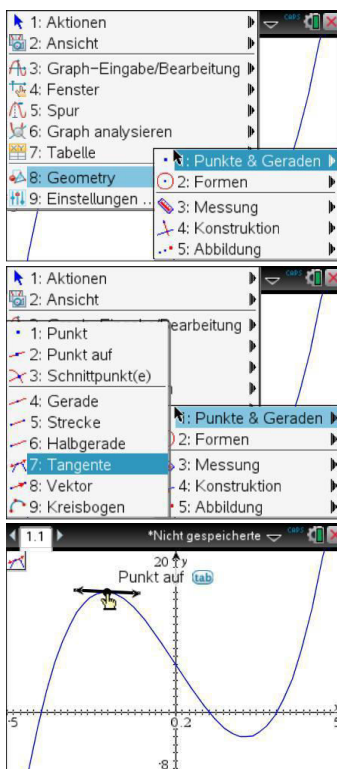 1: Aktionen
CAPS
2: Ansicht
3: Graph-Eingabe/Bearbeitung
4: Fenster
5: Spur
6: Graph analysieren
7: Tabelle
8: Geometry
9: Einstellungen ...
1: Punkte & Geraden
2: Formen
3: Messung
4: Konstruktion
5: Abbildung
1: Aktionen
CAPS
2: Ansicht
earbeitung
1: Punkt
2: Punkt auf
3: Schnittpunkt(e)
4: Gerade
5: Strecke
6: Halbgerade
7: Tangente
8: Vektor
9: Kreisbogen
1: Punkte & Geraden
2: Formen
3: Messung
4: Konstruktion
5: Abbildung
1.1 *Nicht gespeicherte CAPS
20 y
Punkt auf tab
-5 0.2 5
-8